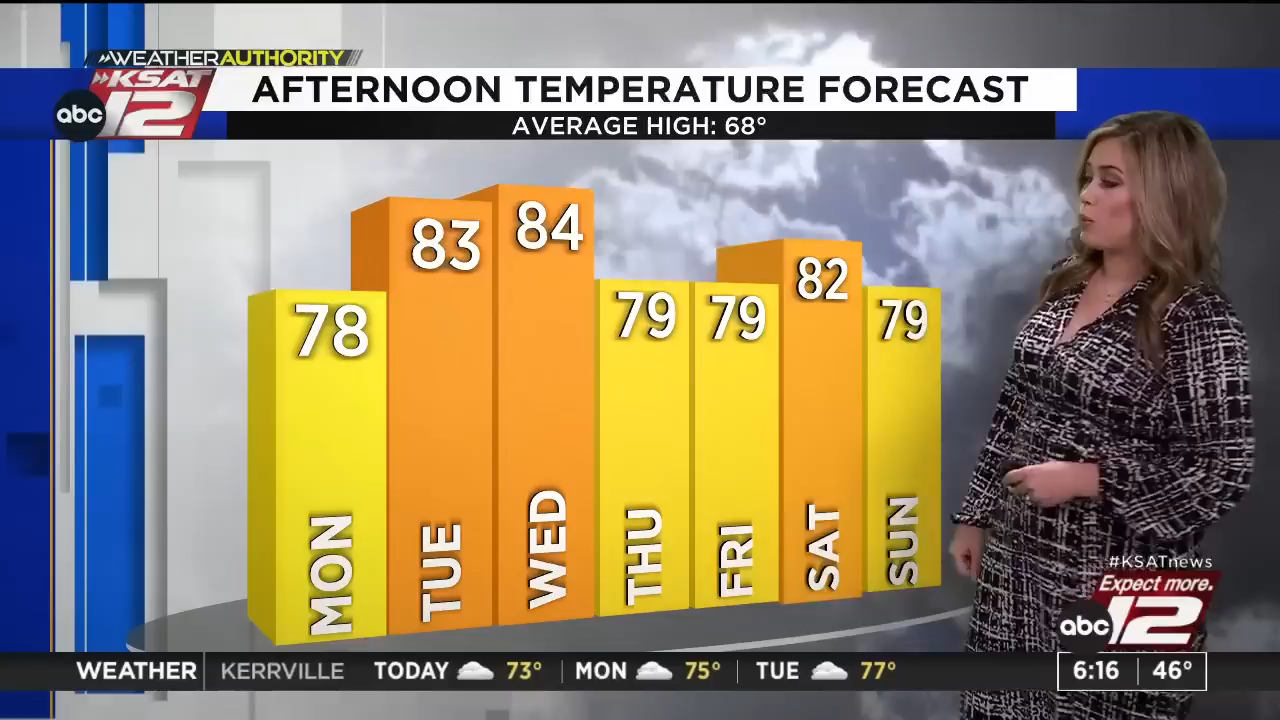 WEATHERAUTHORITY
KSAT
abc 12
AFTERNOON TEMPERATURE FORECAST
AVERAGE HIGH: 68°
78 83 84 79 79 82 79
MON TUE WED THU FRI SAT SUN
#KSATnews
Expect more.
abc 12
WEATHER KERRVILLE TODAY 73° MON 75° TUE 77° 6:16 46°